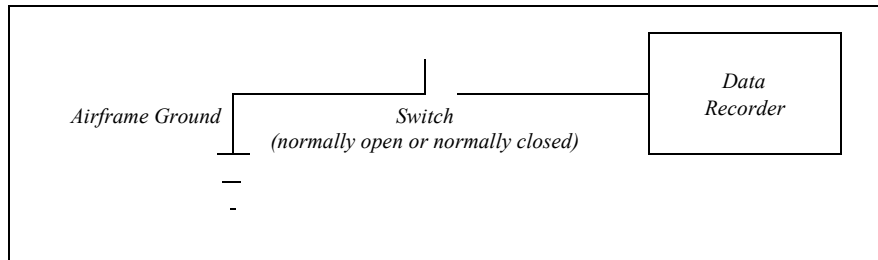 Data
Recorder
Airframe Ground
Switch
(normally open or normally closed)